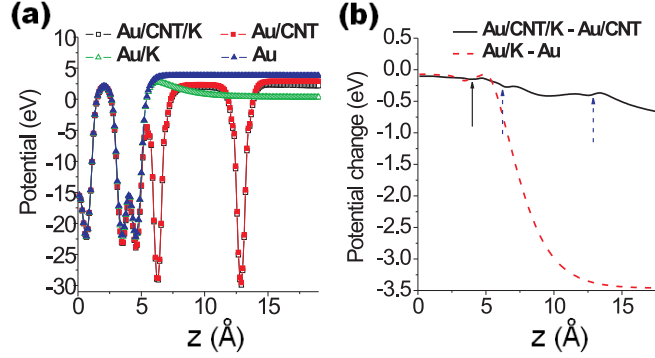 (a)
Au/CNT/K
Au/CNT
Au/K
Au
Potential (eV)
10
5
0
-5
-10
-15
-20
-25
-30
0
5
10
15
z (Å)
(b)
Au/CNT/K - Au/CNT
Au/K - Au
Potential change (eV)
0.5
0.0
-0.5
-1.0
-1.5
-2.0
-2.5
-3.0
-3.5
0
5
10
15
z (Å)